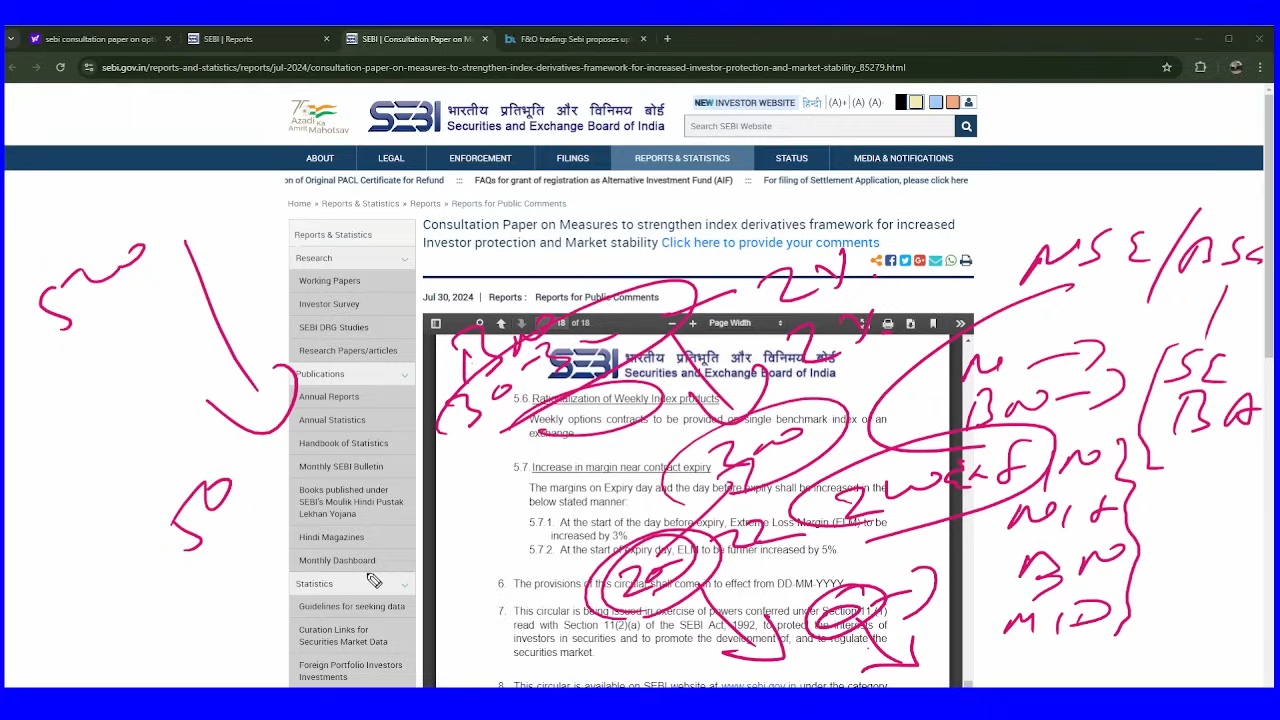 sebi consultation paper on opti
SEBI | Reports
SEBI | Consultation Paper on M
F&O trading: Sebi proposes up
sebi.gov.in/reports-and-statistics/reports/jul-2024/consultation-paper-on-measures-to-strengthen-index-derivatives-framework-for-increased-investor-protection-and-market-stability_85279.html
75
Azadi Ka
Amrit Mahotsav
SEBI
भारतीय प्रतिभूति और विनिमय बोर्ड
Securities and Exchange Board of India
NEW INVESTOR WEBSITE
हिन्दी
(A)+ (A) (A)-
Search SEBI Website
ABOUT LEGAL ENFORCEMENT FILINGS REPORTS & STATISTICS STATUS MEDIA & NOTIFICATIONS
on of Original PACL Certificate for Refund ::: FAQs for grant of registration as Alternative Investment Fund (AIF) ::: For filing of Settlement Application, please click here
Home » Reports & Statistics » Reports » Reports for Public Comments
Reports & Statistics
Research
Working Papers
Investor Survey
SEBI DRG Studies
Research Papers/articles
Publications
Annual Reports
Annual Statistics
Handbook of Statistics
Monthly SEBI Bulletin
Books published under
SEBI's Moulik Hindi Pustak
Lekhan Yojana
Hindi Magazines
Monthly Dashboard
Statistics
Guidelines for seeking data
Curation Links for
Securities Market Data
Foreign Portfolio Investors
Investments
Consultation Paper on Measures to strengthen index derivatives framework for increased
Investor protection and Market stability Click here to provide your comments
Jul 30, 2024 | Reports : Reports for Public Comments
18 of 18
Page Width
SEBI
भारतीय प्रतिभूति और विनिमय बोर्ड
Securities and Exchange Board of India
5.6. Rationalization of Weekly Index products
Weekly options contracts to be provided on single benchmark index of an
exchange.
5.7. Increase in margin near contract expiry
The margins on Expiry day and the day before expiry shall be increased in the
below stated manner:
5.7.1. At the start of the day before expiry, Extreme Loss Margin (ELM) to be
increased by 3%
5.7.2. At the start of expiry day, ELM to be further increased by 5%
6. The provisions of this circular shall come in to effect from DD-MM-YYYY.
7. This circular is being issued in exercise of powers conferred under Section 11 (1)
read with Section 11(2)(a) of the SEBI Act, 1992, to protect the interests of
investors in securities and to promote the development of, and to regulate the
securities market.
8. This circular is available on SEBI website at www.sebi.gov.in under the category
50
2%
2%
NSE/BSE
N
BN
SE
BA
N
BN
MID
22
25